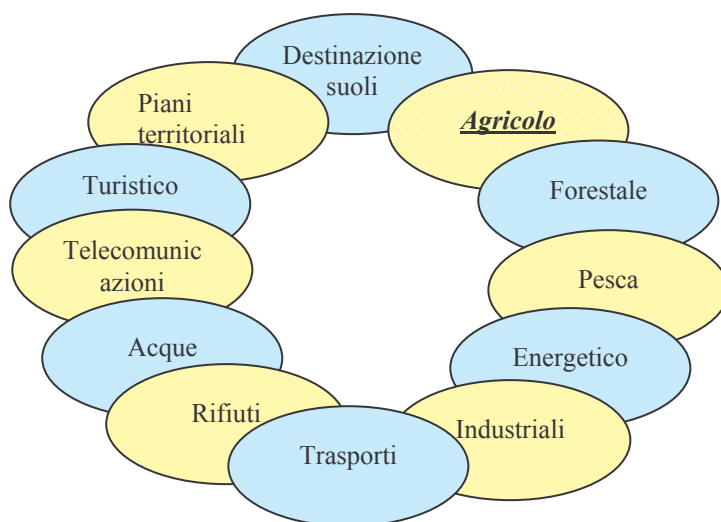 Destinazione
suoli
Agricolo
Forestale
Pesca
Energetico
Industriali
Trasporti
Rifiuti
Acque
Telecomunic
azioni
Turistico
Piani
territoriali